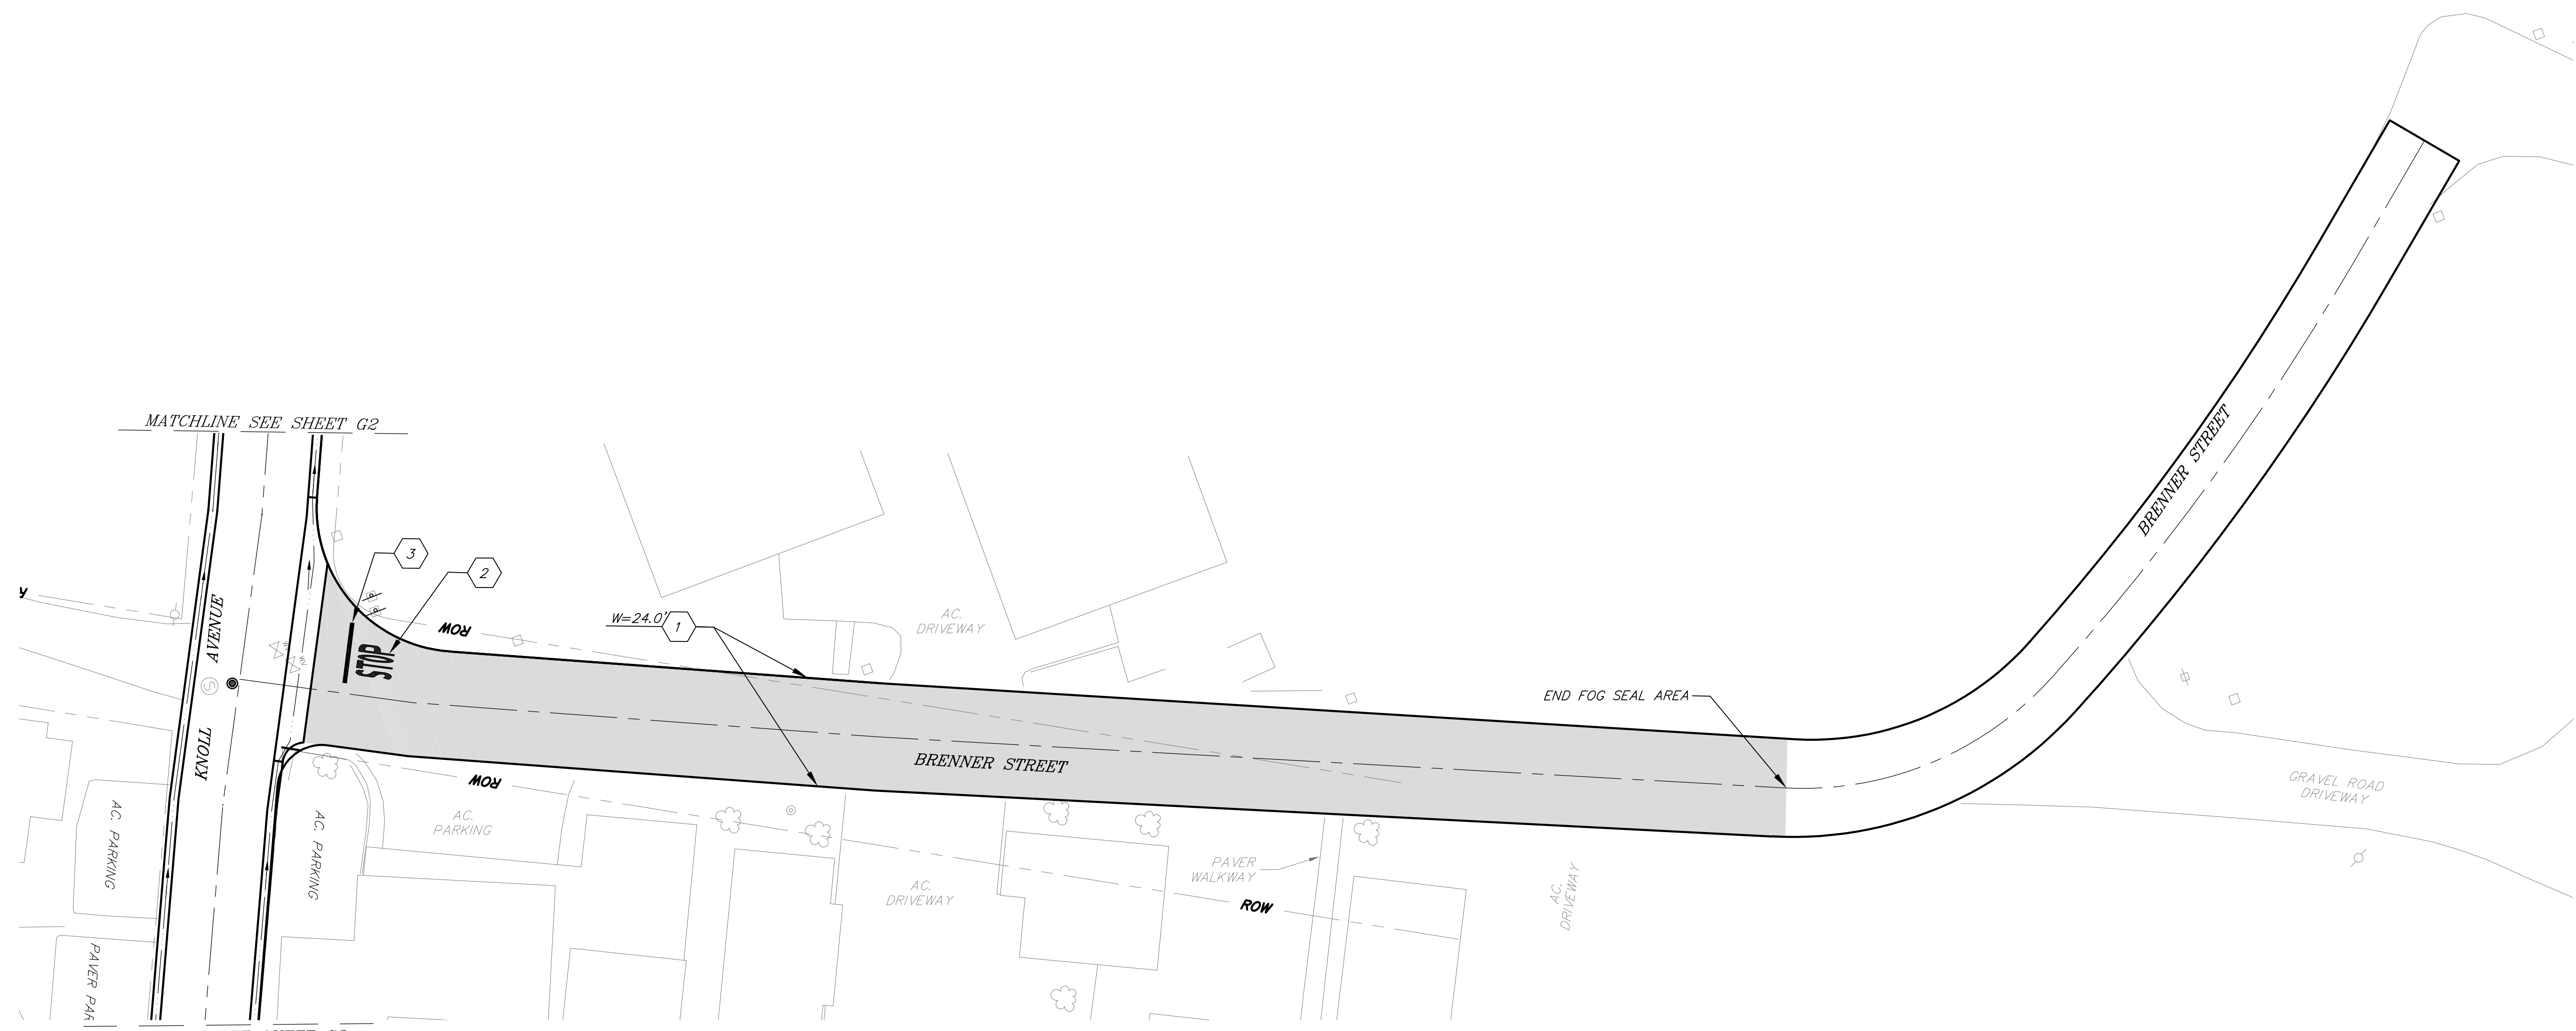 MATCHLINE SEE SHEET G2
KNOLL AVENUE
3
2
STOP
ROW
W=24.0'
1
AC.
DRIVEWAY
END FOG SEAL AREA
BRENNER STREET
BRENNER STREET
ROW
AC. PARKING
AC. PARKING
AC.
PARKING
PAVER PAR
AC.
DRIVEWAY
PAVER
WALKWAY
ROW
AC.
DRIVEWAY
GRAVEL ROAD
DRIVEWAY
S